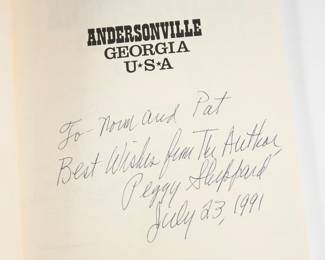 ANDERSONVILLE
GEORGIA
U★S★A
To Norm and Pat
Best Wishes from The Author,
Peggy Sheppard
July 23, 1991